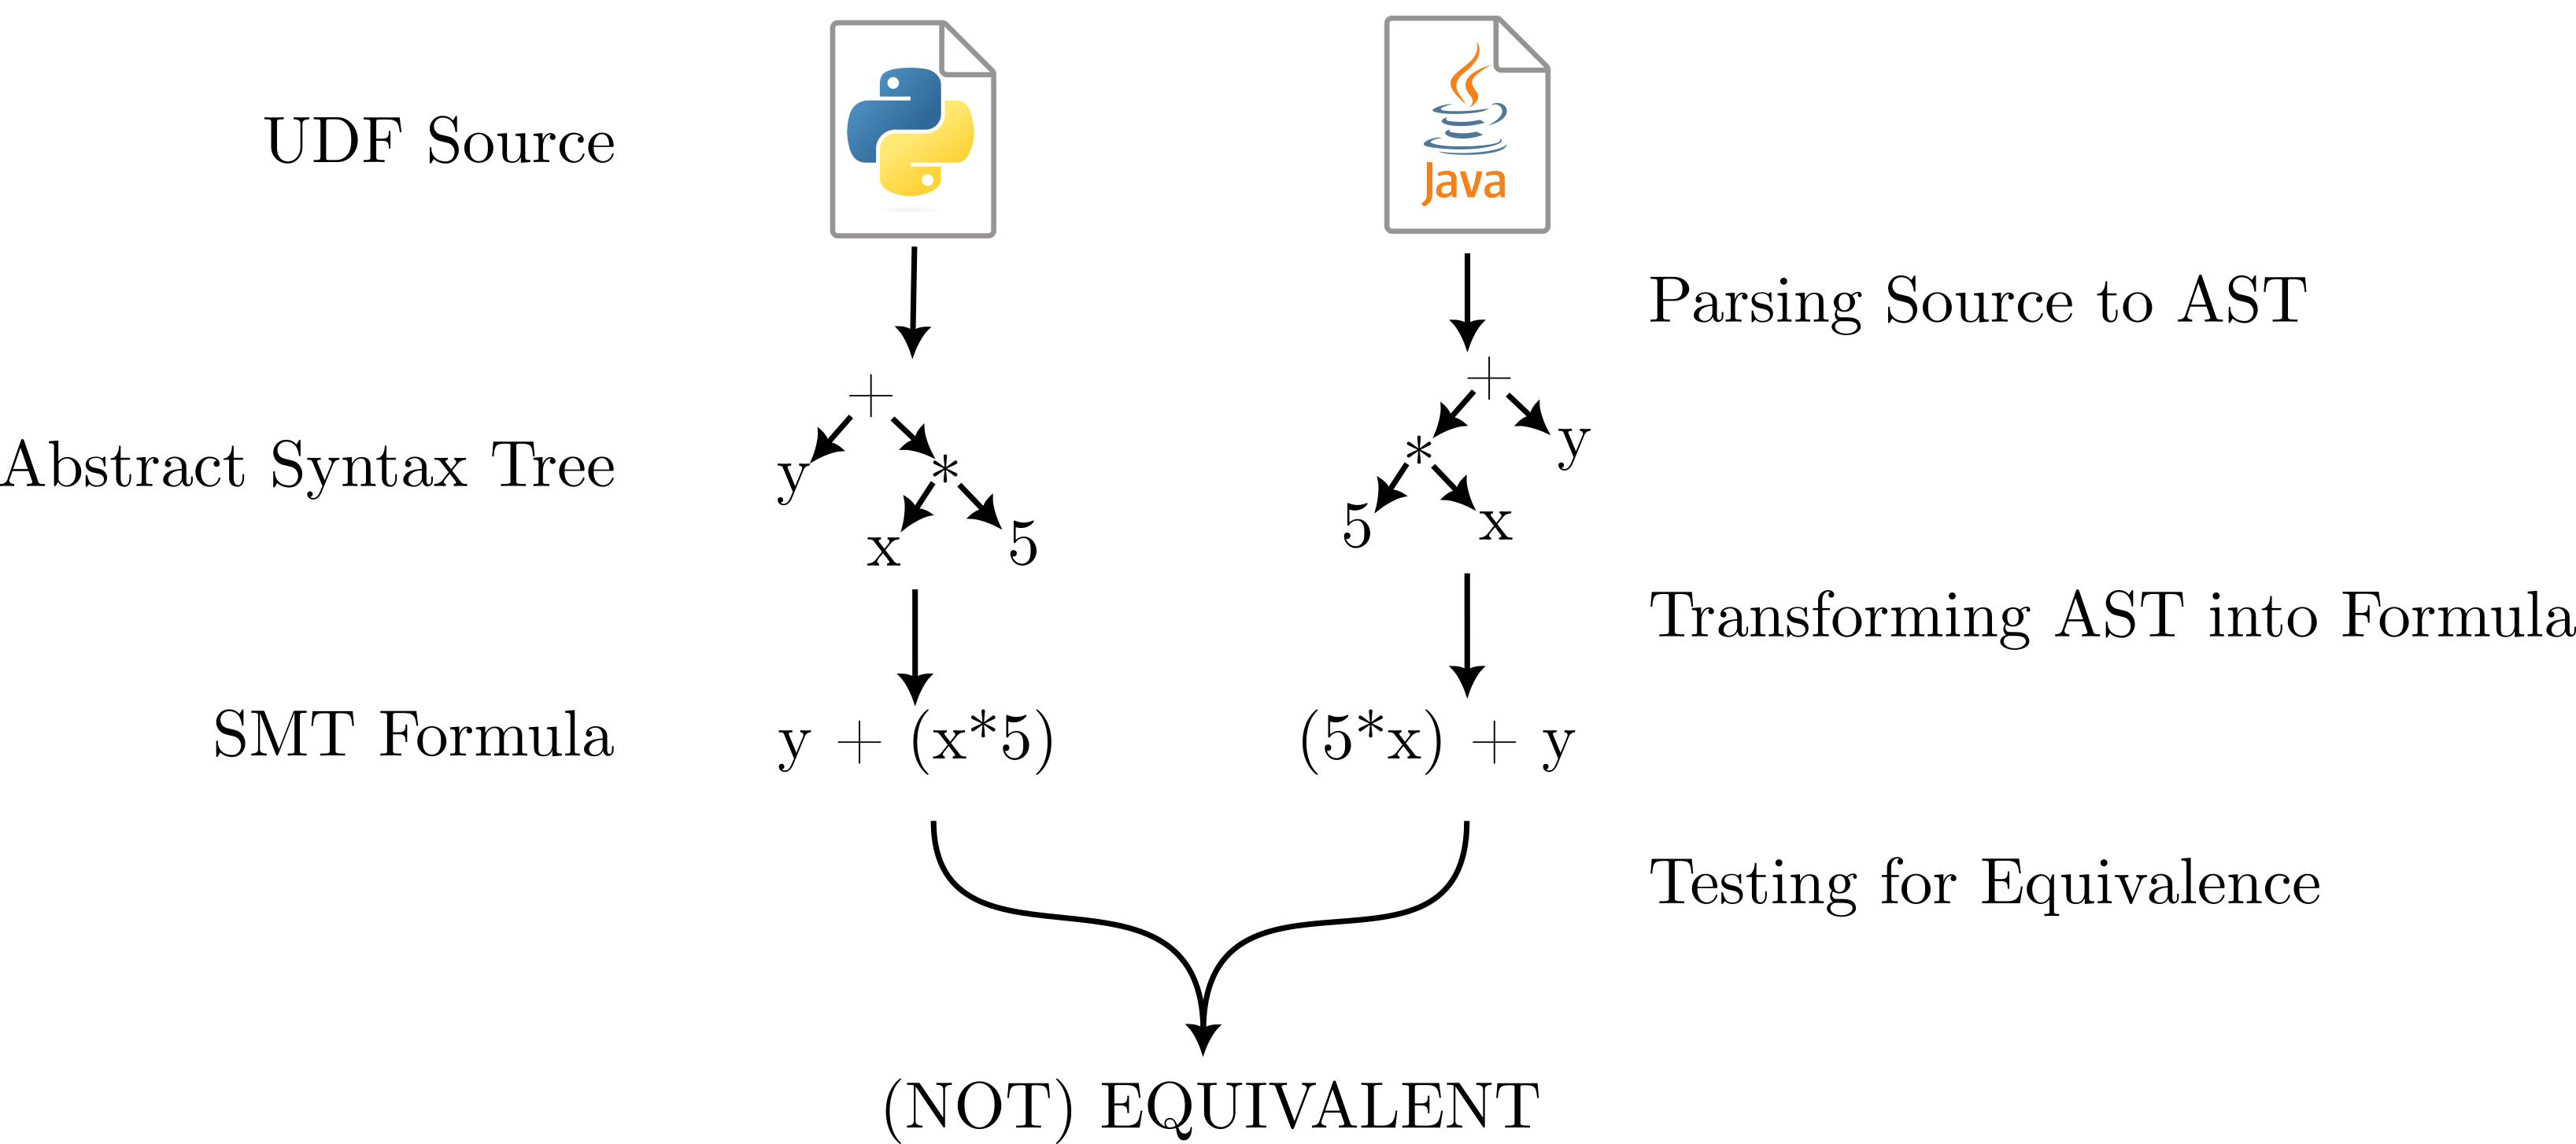 UDF Source
Java
Parsing Source to AST
Abstract Syntax Tree
+
y
*
x
5
+
*
y
5
x
Transforming AST into Formula
SMT Formula
y + (x*5)
(5*x) + y
Testing for Equivalence
(NOT) EQUIVALENT